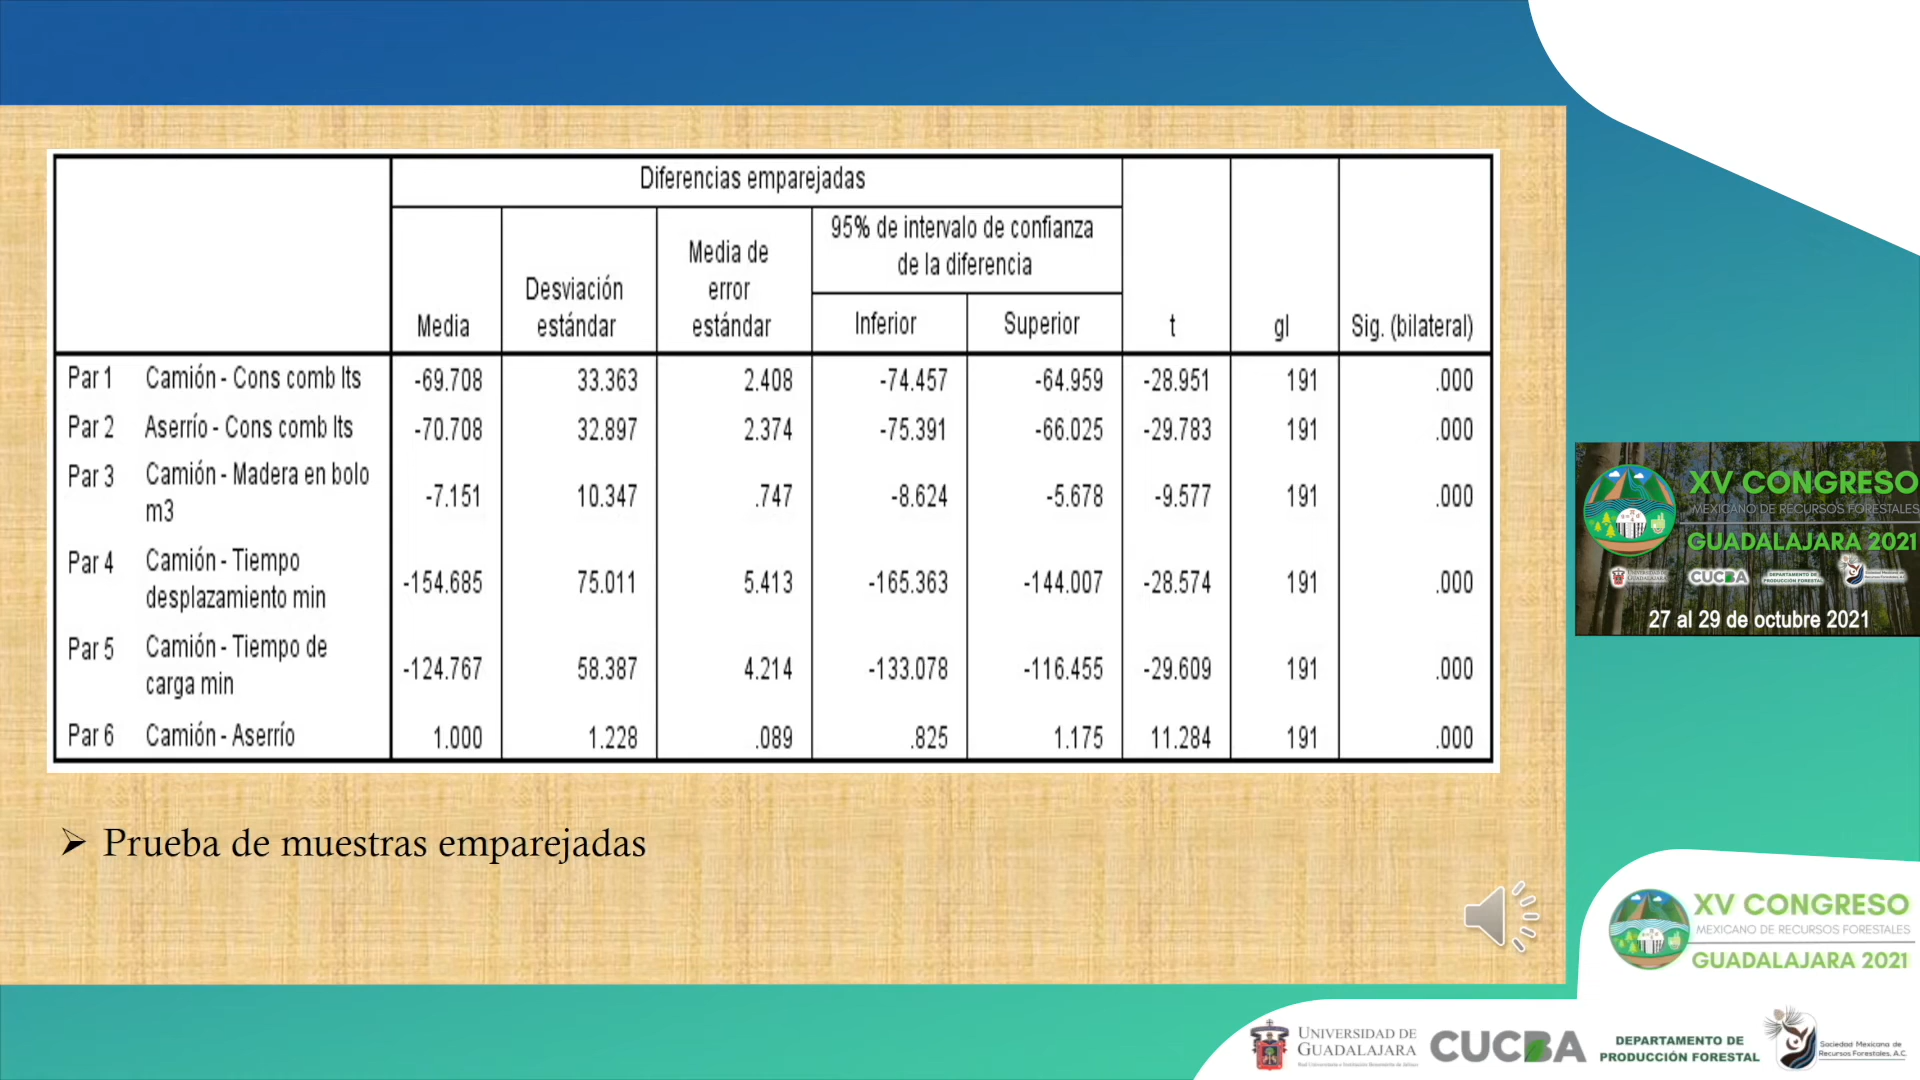 Diferencias emparejadas
95% de intervalo de confianza
de la diferencia
Media
Desviación
estándar
Media de
error
estándar
Inferior
Superior
t
gl
Sig. (bilateral)
Par 1 Camión - Cons comb lts -69.708 33.363 2.408 -74.457 -64.959 -28.951 191 .000
Par 2 Aserrío - Cons comb lts -70.708 32.897 2.374 -75.391 -66.025 -29.783 191 .000
Par 3 Camión - Madera en bolo
m3 -7.151 10.347 .747 -8.624 -5.678 -9.577 191 .000
Par 4 Camión - Tiempo
desplazamiento min -154.685 75.011 5.413 -165.363 -144.007 -28.574 191 .000
Par 5 Camión - Tiempo de
carga min -124.767 58.387 4.214 -133.078 -116.455 -29.609 191 .000
Par 6 Camión - Aserrío 1.000 1.228 .089 .825 1.175 11.284 191 .000
➢ Prueba de muestras emparejadas
XV CONGRESO
MEXICANO DE RECURSOS FORESTALES
GUADALAJARA 2021
UNIVERSIDAD DE
GUADALAJARA
CUCBA
DEPARTAMENTO DE
PRODUCCIÓN FORESTAL
27 al 29 de octubre 2021
XV CONGRESO
MEXICANO DE RECURSOS FORESTALES
GUADALAJARA 2021
UNIVERSIDAD DE
GUADALAJARA
CUCBA
DEPARTAMENTO DE
PRODUCCIÓN FORESTAL
Sociedad Mexicana de
Recursos Forestales, A.C.